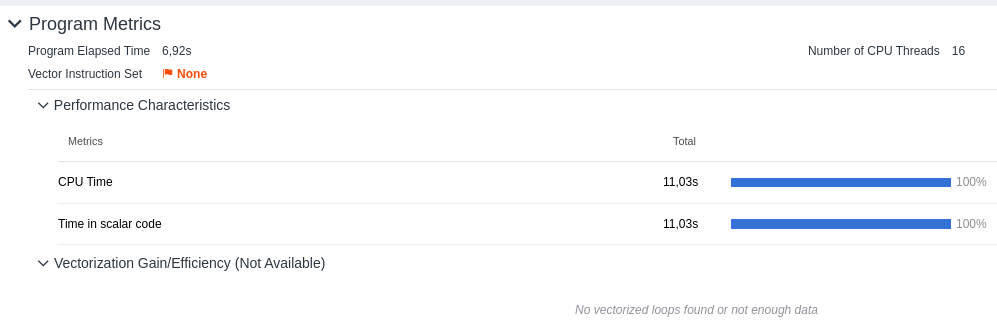 Program Metrics
Program Elapsed Time 6,92s Number of CPU Threads 16
Vector Instruction Set None
Performance Characteristics
Metrics Total
CPU Time 11,03s 100%
Time in scalar code 11,03s 100%
Vectorization Gain/Efficiency (Not Available)
No vectorized loops found or not enough data